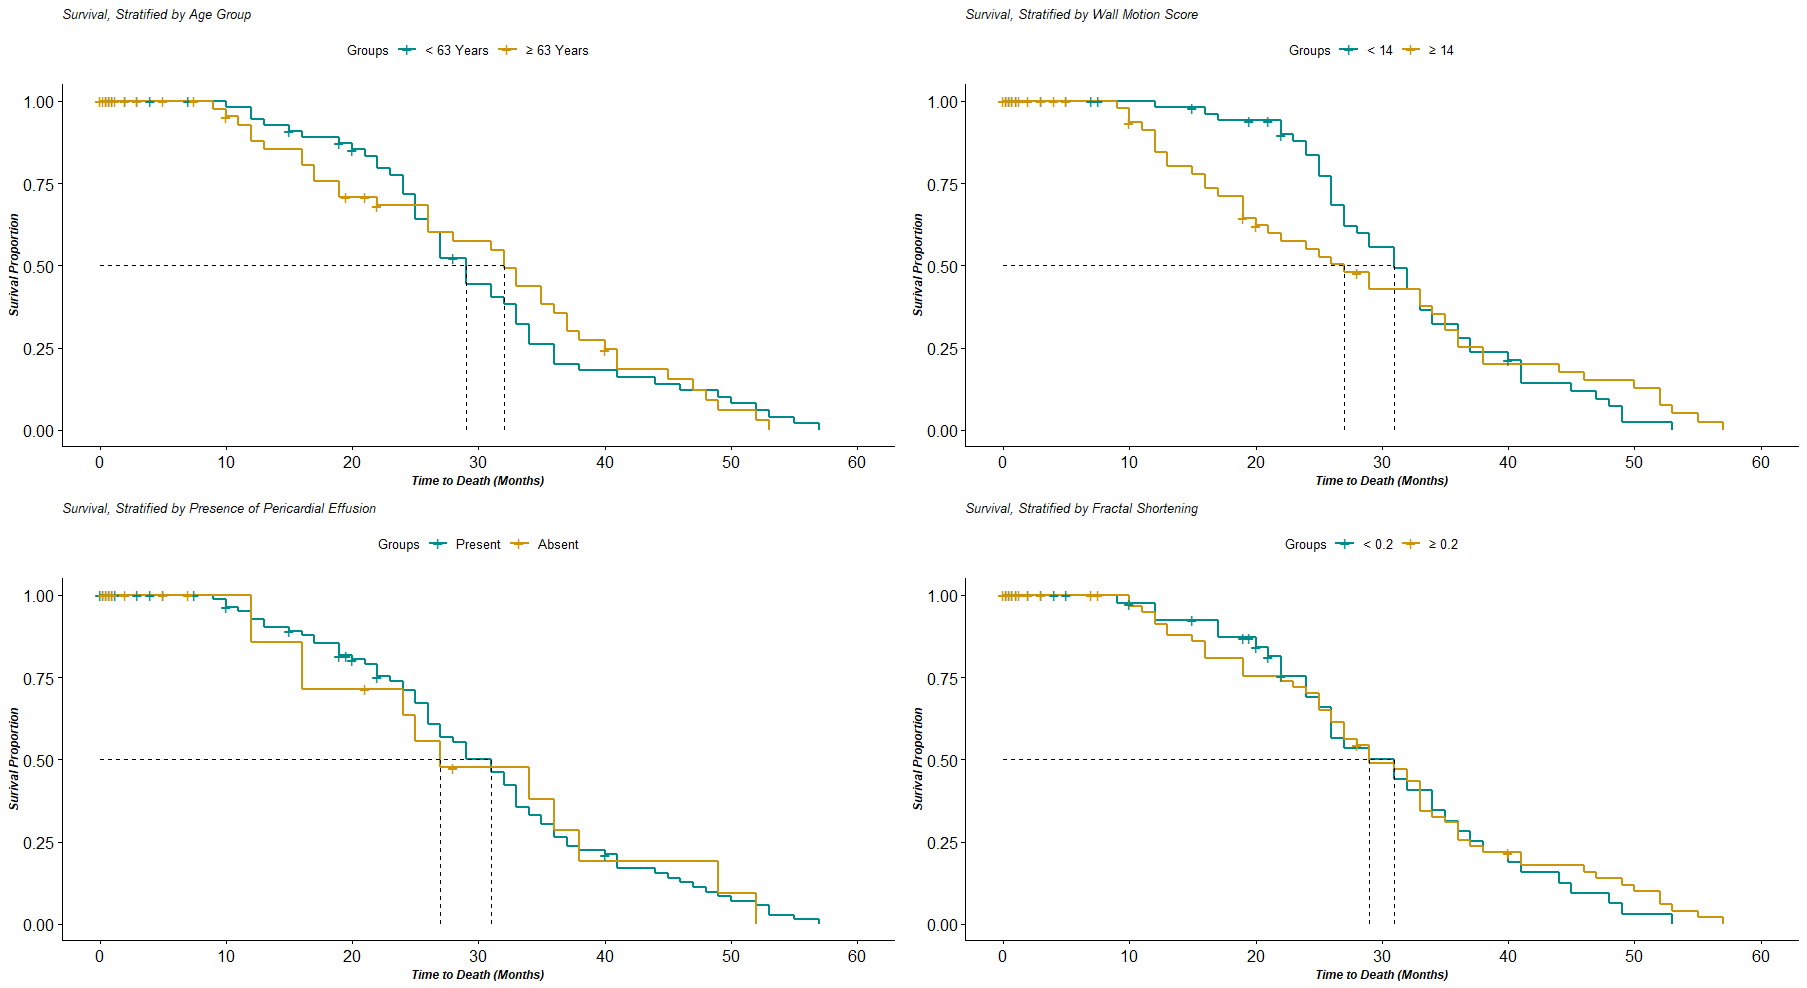 Survival, Stratified by Age Group
Groups < 63 Years ≥ 63 Years
1.00
0.75
0.50
0.25
0.00
Surival Proportion
0 10 20 30 40 50 60
Time to Death (Months)
Survival, Stratified by Wall Motion Score
Groups < 14 ≥ 14
1.00
0.75
0.50
0.25
0.00
Surival Proportion
0 10 20 30 40 50 60
Time to Death (Months)
Survival, Stratified by Presence of Pericardial Effusion
Groups Present Absent
1.00
0.75
0.50
0.25
0.00
Surival Proportion
0 10 20 30 40 50 60
Time to Death (Months)
Survival, Stratified by Fractal Shortening
Groups < 0.2 ≥ 0.2
1.00
0.75
0.50
0.25
0.00
Surival Proportion
0 10 20 30 40 50 60
Time to Death (Months)